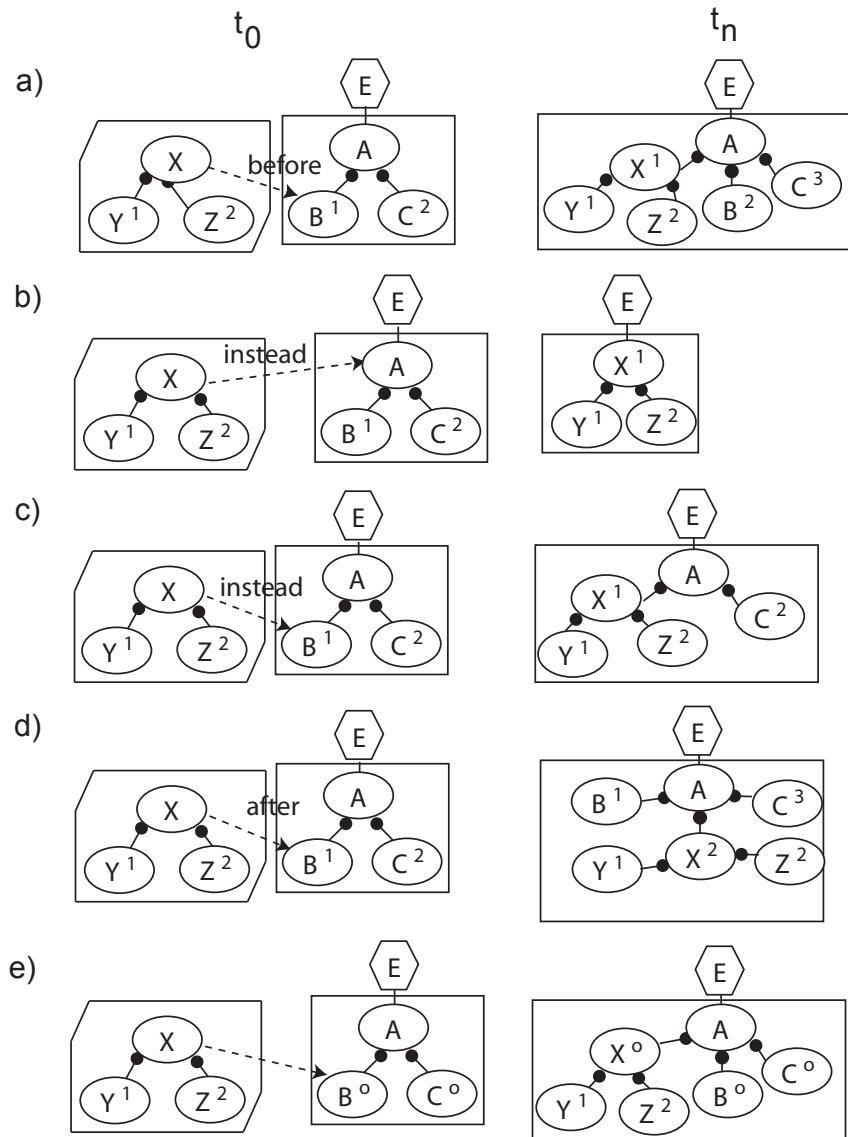 t0 tn
a)
E E
X before A A
X1 C3
Y1 Z2 B1 C2 Y1 Z2 B2
b)
E E
instead
X A X1
Y1 Z2 B1 C2 Y1 Z2
c)
E E
X instead A A
X1
Y1 Z2 B1 C2 Y1 Z2 C2
d)
E E
X after A B1 A C3
Y1 Z2 B1 C2 Y1 X2 Z2
e)
E E
X A A
Xo
Y1 Z2 Bo Co Y1 Z2 Bo Co